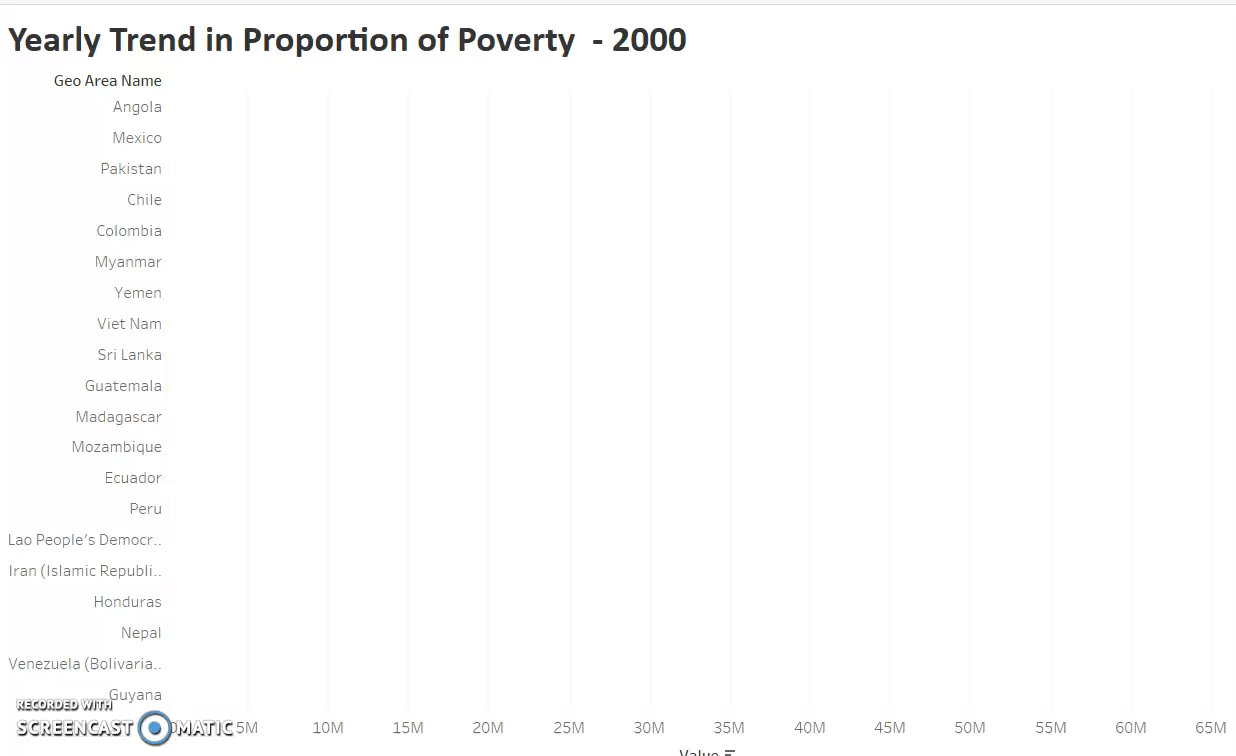 Yearly Trend in Proportion of Poverty - 2000
Geo Area Name
Angola
Mexico
Pakistan
Chile
Colombia
Myanmar
Yemen
Viet Nam
Sri Lanka
Guatemala
Madagascar
Mozambique
Ecuador
Peru
Lao People's Democr..
Iran (Islamic Republi..
Honduras
Nepal
Venezuela (Bolivaria..
Guyana
RECORDED WITH
SCREENCAST MATIC
5M 10M 15M 20M 25M 30M 35M 40M 45M 50M 55M 60M 65M
Value